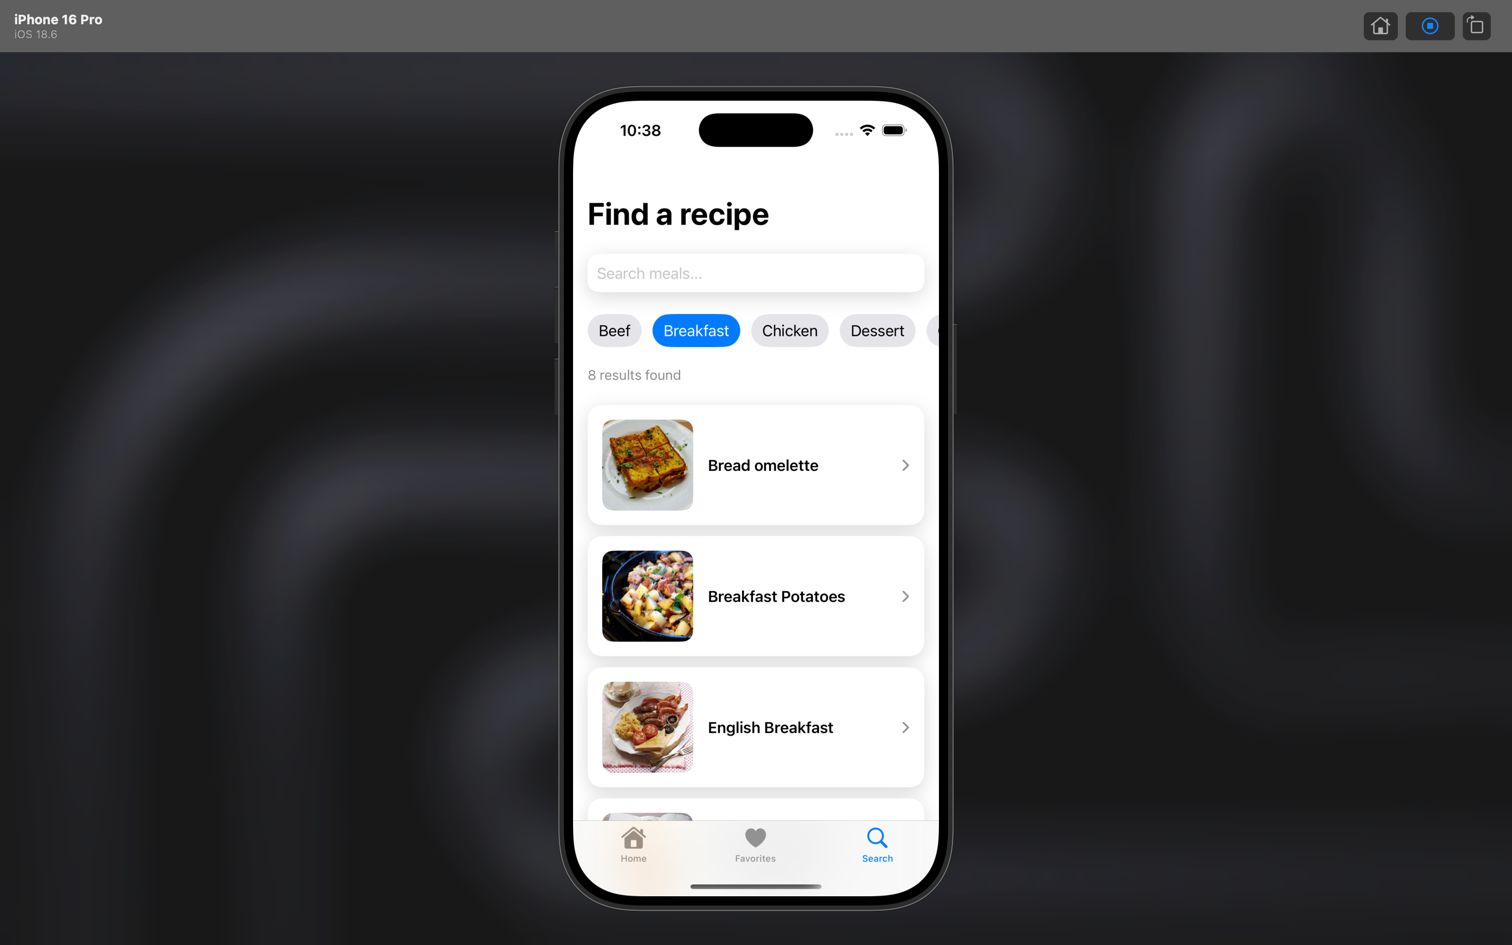 iPhone 16 Pro
iOS 18.6
10:38
Find a recipe
Search meals...
Beef Breakfast Chicken Dessert
8 results found
Bread omelette
Breakfast Potatoes
English Breakfast
Home Favorites Search